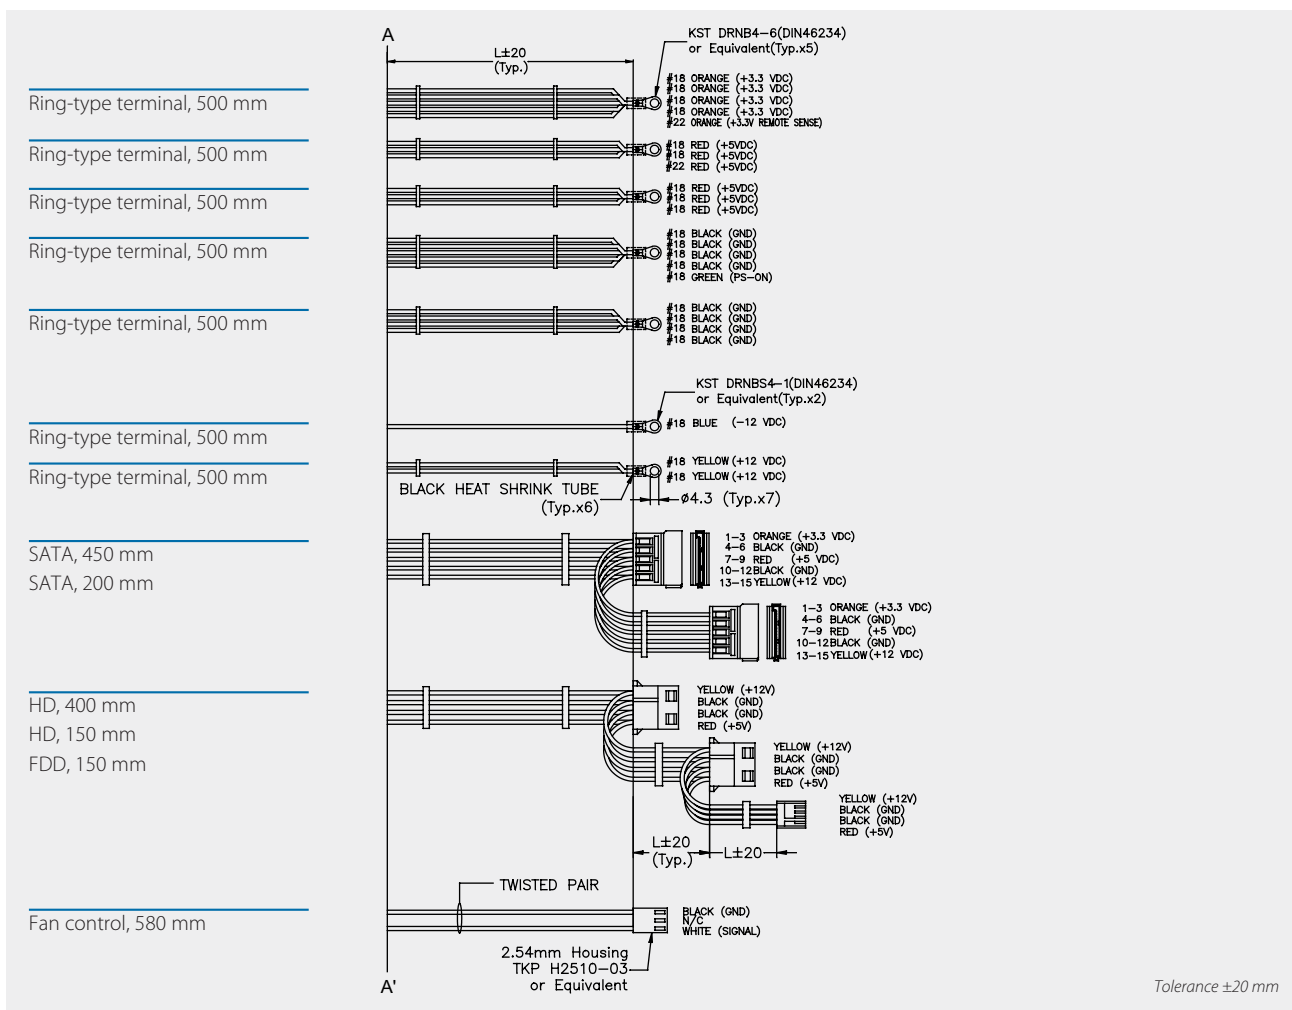 A
L±20
(Typ.)
KST DRNB4-6(DIN46234)
or Equivalent(Typ.x5)
Ring-type terminal, 500 mm
#18 ORANGE (+3.3 VDC)
#18 ORANGE (+3.3 VDC)
#18 ORANGE (+3.3 VDC)
#18 ORANGE (+3.3 VDC)
#22 ORANGE (+3.3V REMOTE SENSE)
Ring-type terminal, 500 mm
#18 RED (+5VDC)
#18 RED (+5VDC)
#22 RED (+5VDC)
Ring-type terminal, 500 mm
#18 RED (+5VDC)
#18 RED (+5VDC)
#18 RED (+5VDC)
Ring-type terminal, 500 mm
#18 BLACK (GND)
#18 BLACK (GND)
#18 BLACK (GND)
#18 BLACK (GND)
#18 GREEN (PS-ON)
Ring-type terminal, 500 mm
#18 BLACK (GND)
#18 BLACK (GND)
#18 BLACK (GND)
#18 BLACK (GND)
KST DRNBS4-1(DIN46234)
or Equivalent(Typ.x2)
Ring-type terminal, 500 mm
#18 BLUE (-12 VDC)
Ring-type terminal, 500 mm
#18 YELLOW (+12 VDC)
#18 YELLOW (+12 VDC)
BLACK HEAT SHRINK TUBE
(Typ.x6)
ø4.3 (Typ.x7)
SATA, 450 mm
SATA, 200 mm
1-3 ORANGE (+3.3 VDC)
4-6 BLACK (GND)
7-9 RED (+5 VDC)
10-12 BLACK (GND)
13-15 YELLOW (+12 VDC)
1-3 ORANGE (+3.3 VDC)
4-6 BLACK (GND)
7-9 RED (+5 VDC)
10-12 BLACK (GND)
13-15 YELLOW (+12 VDC)
HD, 400 mm
HD, 150 mm
FDD, 150 mm
YELLOW (+12V)
BLACK (GND)
BLACK (GND)
RED (+5V)
YELLOW (+12V)
BLACK (GND)
BLACK (GND)
RED (+5V)
YELLOW (+12V)
BLACK (GND)
BLACK (GND)
RED (+5V)
L±20
(Typ.)
L±20
TWISTED PAIR
Fan control, 580 mm
BLACK (GND)
N/C
WHITE (SIGNAL)
2.54mm Housing
TKP H2510-03
or Equivalent
A'
Tolerance ±20 mm